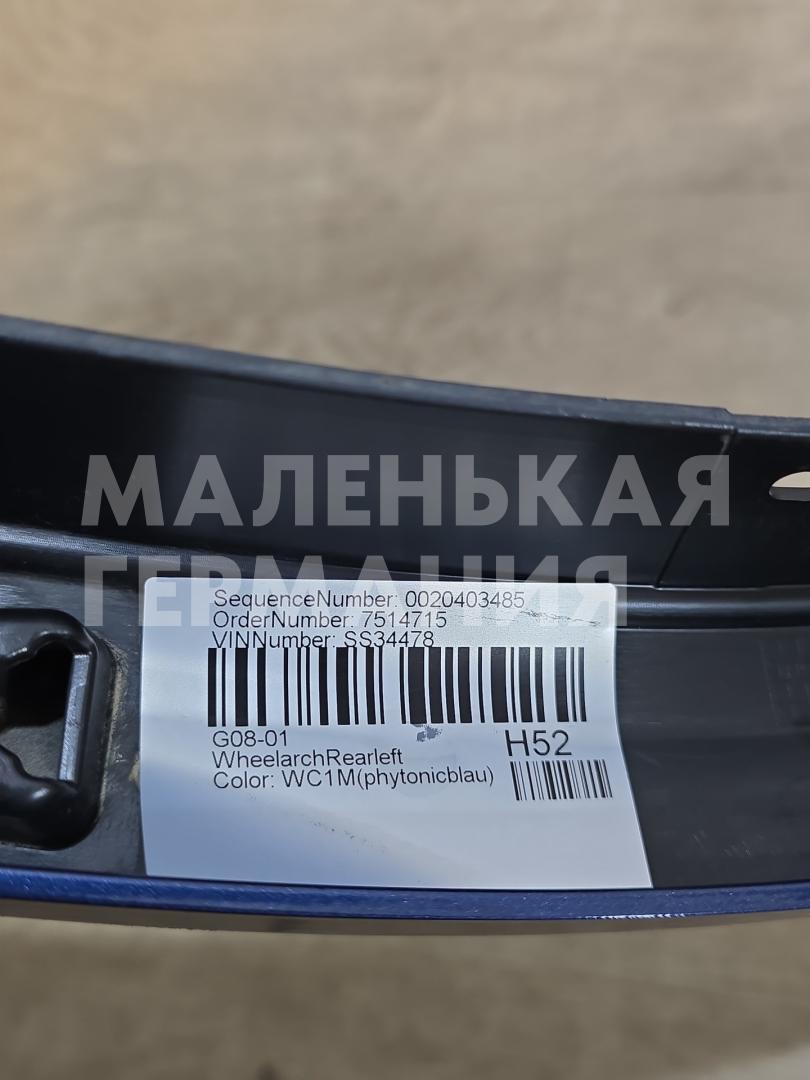 МАЛЕНЬКАЯ
ГЕРМАНИЯ
SequenceNumber: 0020403485
OrderNumber: 7514715
VINNumber: SS34478
G08-01
H52
WheelarchRearleft
Color: WC1M(phytonicblau)